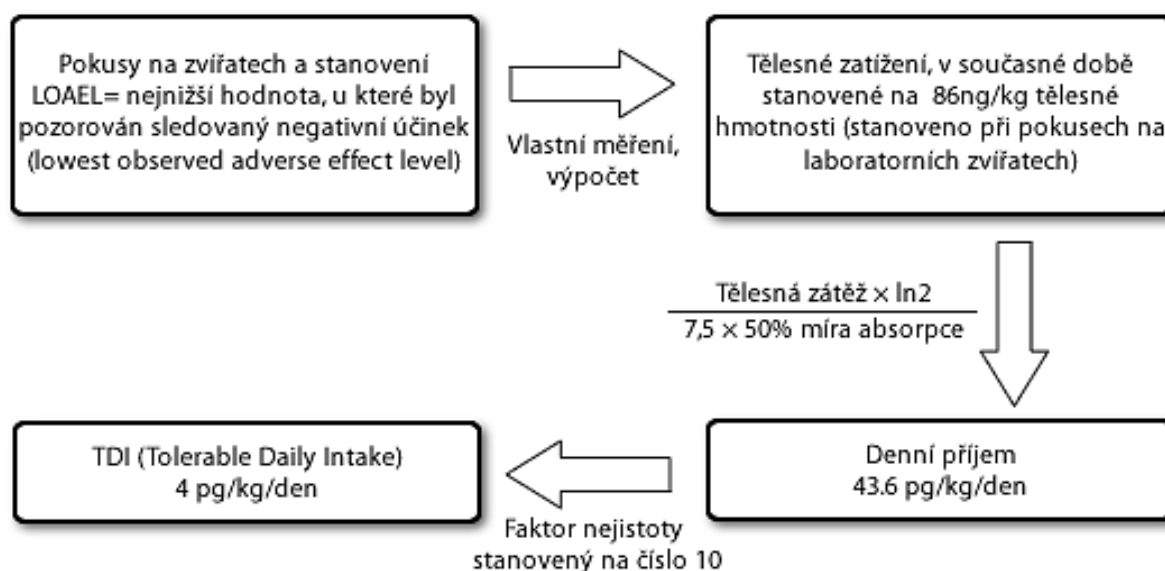 Pokusy na zvířatech a stanovení
LOAEL= nejnižší hodnota, u které byl
pozorován sledovaný negativní účinek
(lowest observed adverse effect level)
Vlastní měření,
výpočet
Tělesné zatížení, v současné době
stanovené na 86ng/kg tělesné
hmotnosti (stanoveno při pokusech na
laboratorních zvířatech)
Tělesná zátěž × ln2
7,5 × 50% míra absorpce
Denní příjem
43.6 pg/kg/den
Faktor nejistoty
stanovený na číslo 10
TDI (Tolerable Daily Intake)
4 pg/kg/den